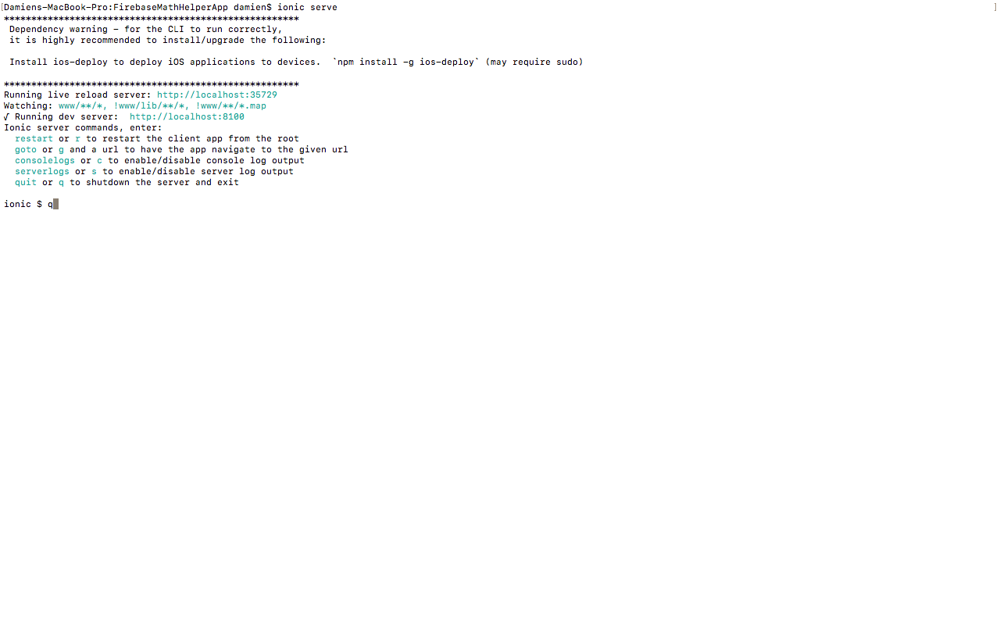 [Damiens-MacBook-Pro:FirebaseMathHelperApp damien$ ionic serve ]
******************************************************
Dependency warning - for the CLI to run correctly,
it is highly recommended to install/upgrade the following:
Install ios-deploy to deploy iOS applications to devices.  `npm install -g ios-deploy` (may require sudo)
******************************************************
Running live reload server: http://localhost:35729
Watching: www/**/*, !www/lib/**/*, !www/**/*.map
√ Running dev server:  http://localhost:8100
Ionic server commands, enter:
restart or r to restart the client app from the root
goto or g and a url to have the app navigate to the given url
consolelogs or c to enable/disable console log output
serverlogs or s to enable/disable server log output
quit or q to shutdown the server and exit
ionic $ q